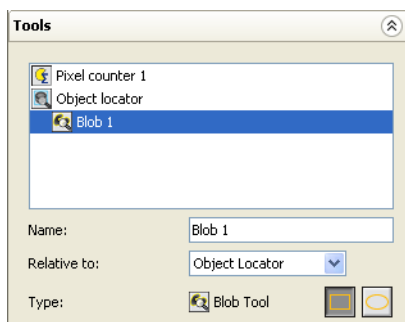 Tools
Pixel counter 1
Object locator
Blob 1
Name: Blob 1
Relative to: Object Locator
Type: Blob Tool